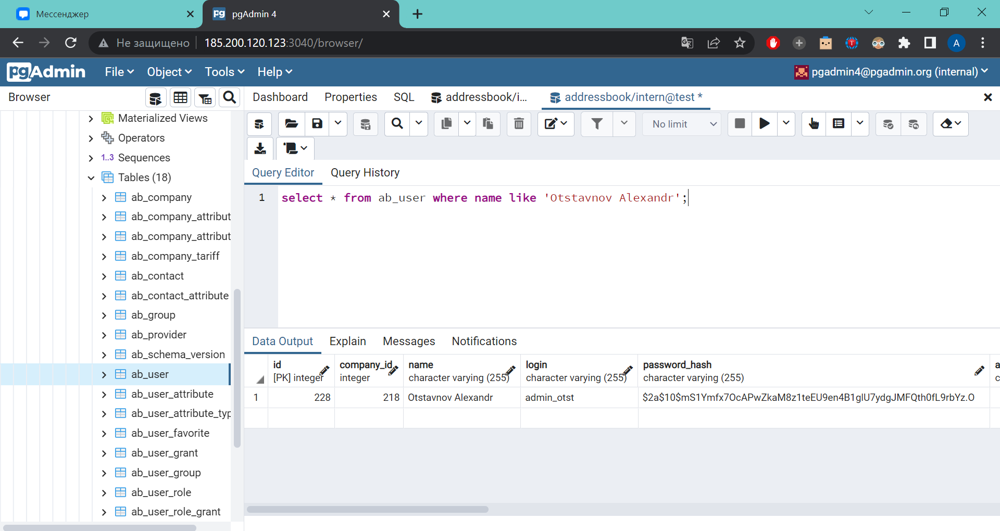 Мессенджер
pgAdmin 4
Не защищено
185.200.120.123:3040/browser/
A
pgAdmin
File
Object
Tools
Help
pgadmin4@pgadmin.org (internal)
Browser
Dashboard
Properties
SQL
addressbook/i...
addressbook/intern@test *
No limit
Materialized Views
Operators
1..3 Sequences
Tables (18)
ab_company
ab_company_attribut
ab_company_attribut
ab_company_tariff
ab_contact
ab_contact_attribute
ab_group
ab_provider
ab_schema_version
ab_user
ab_user_attribute
ab_user_attribute_typ
ab_user_favorite
ab_user_grant
ab_user_group
ab_user_role
ab_user_role_grant
Query Editor
Query History
1 select * from ab_user where name like 'Otstavnov Alexandr';
Data Output
Explain
Messages
Notifications
id
[PK] integer
company_id
integer
name
character varying (255)
login
character varying (255)
password_hash
character varying (255)
1 228 218 Otstavnov Alexandr admin_otst $2a$10$mS1Ymfx7OcAPwZkaM8z1teEU9en4B1glU7ydgJMFQth0fL9rbYz.O